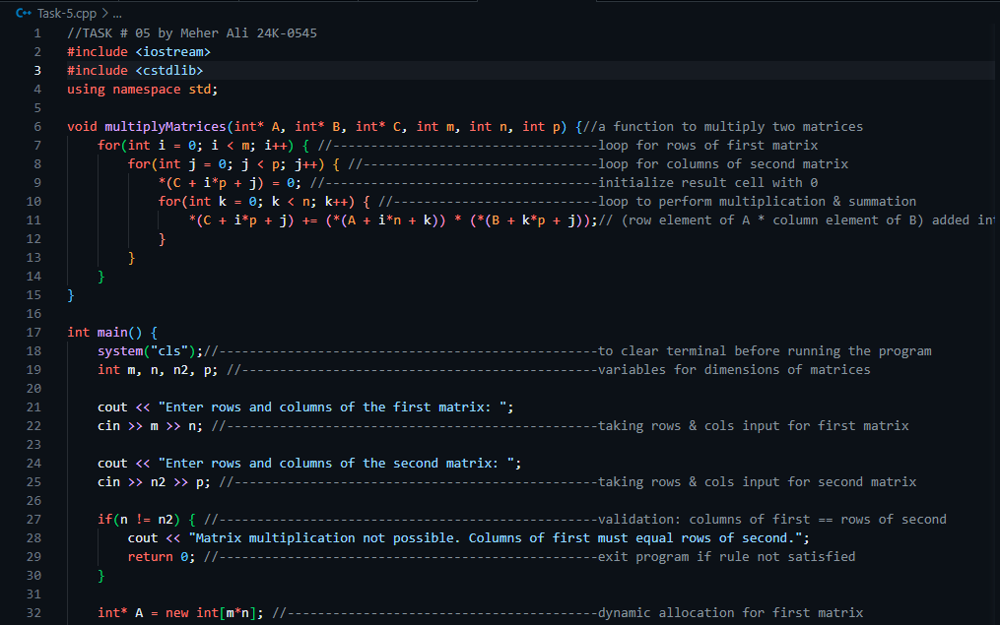 C++ Task-5.cpp > ...
1 //TASK # 05 by Meher Ali 24K-0545
2 #include <iostream>
3 #include <cstdlib>
4 using namespace std;
5
6 void multiplyMatrices(int* A, int* B, int* C, int m, int n, int p) {//a function to multiply two matrices
7     for(int i = 0; i < m; i++) { //-----------------------------------loop for rows of first matrix
8         for(int j = 0; j < p; j++) { //-------------------------------loop for columns of second matrix
9             *(C + i*p + j) = 0; //------------------------------------initialize result cell with 0
10             for(int k = 0; k < n; k++) { //---------------------------loop to perform multiplication & summation
11                 *(C + i*p + j) += (*(A + i*n + k)) * (*(B + k*p + j));// (row element of A * column element of B) added in
12             }
13         }
14     }
15 }
16
17 int main() {
18     system("cls");//--------------------------------------------------to clear terminal before running the program
19     int m, n, n2, p; //-----------------------------------------------variables for dimensions of matrices
20
21     cout << "Enter rows and columns of the first matrix: ";
22     cin >> m >> n; //-------------------------------------------------taking rows & cols input for first matrix
23
24     cout << "Enter rows and columns of the second matrix: ";
25     cin >> n2 >> p; //------------------------------------------------taking rows & cols input for second matrix
26
27     if(n != n2) { //--------------------------------------------------validation: columns of first == rows of second
28         cout << "Matrix multiplication not possible. Columns of first must equal rows of second.";
29         return 0; //--------------------------------------------------exit program if rule not satisfied
30     }
31
32     int* A = new int[m*n]; //-----------------------------------------dynamic allocation for first matrix